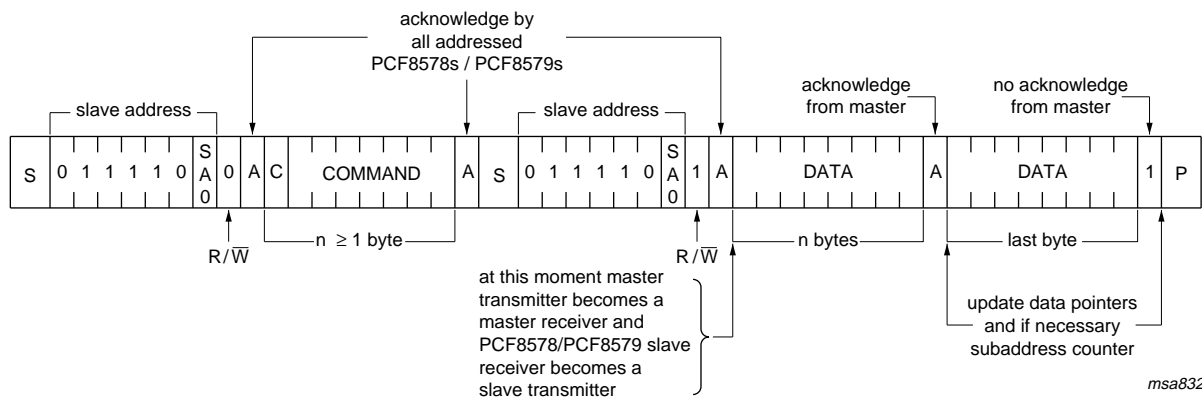 acknowledge by
all addressed
PCF8578s / PCF8579s
acknowledge
from master
no acknowledge
from master
slave address
slave address
S 0 1 1 1 1 0 SA0 0 A C COMMAND A S 0 1 1 1 1 0 SA0 1 A DATA A DATA 1 P
R/W̅
n ≥ 1 byte
R/W̅
n bytes
last byte
at this moment master
transmitter becomes a
master receiver and
PCF8578/PCF8579 slave
receiver becomes a
slave transmitter
update data pointers
and if necessary
subaddress counter
msa832